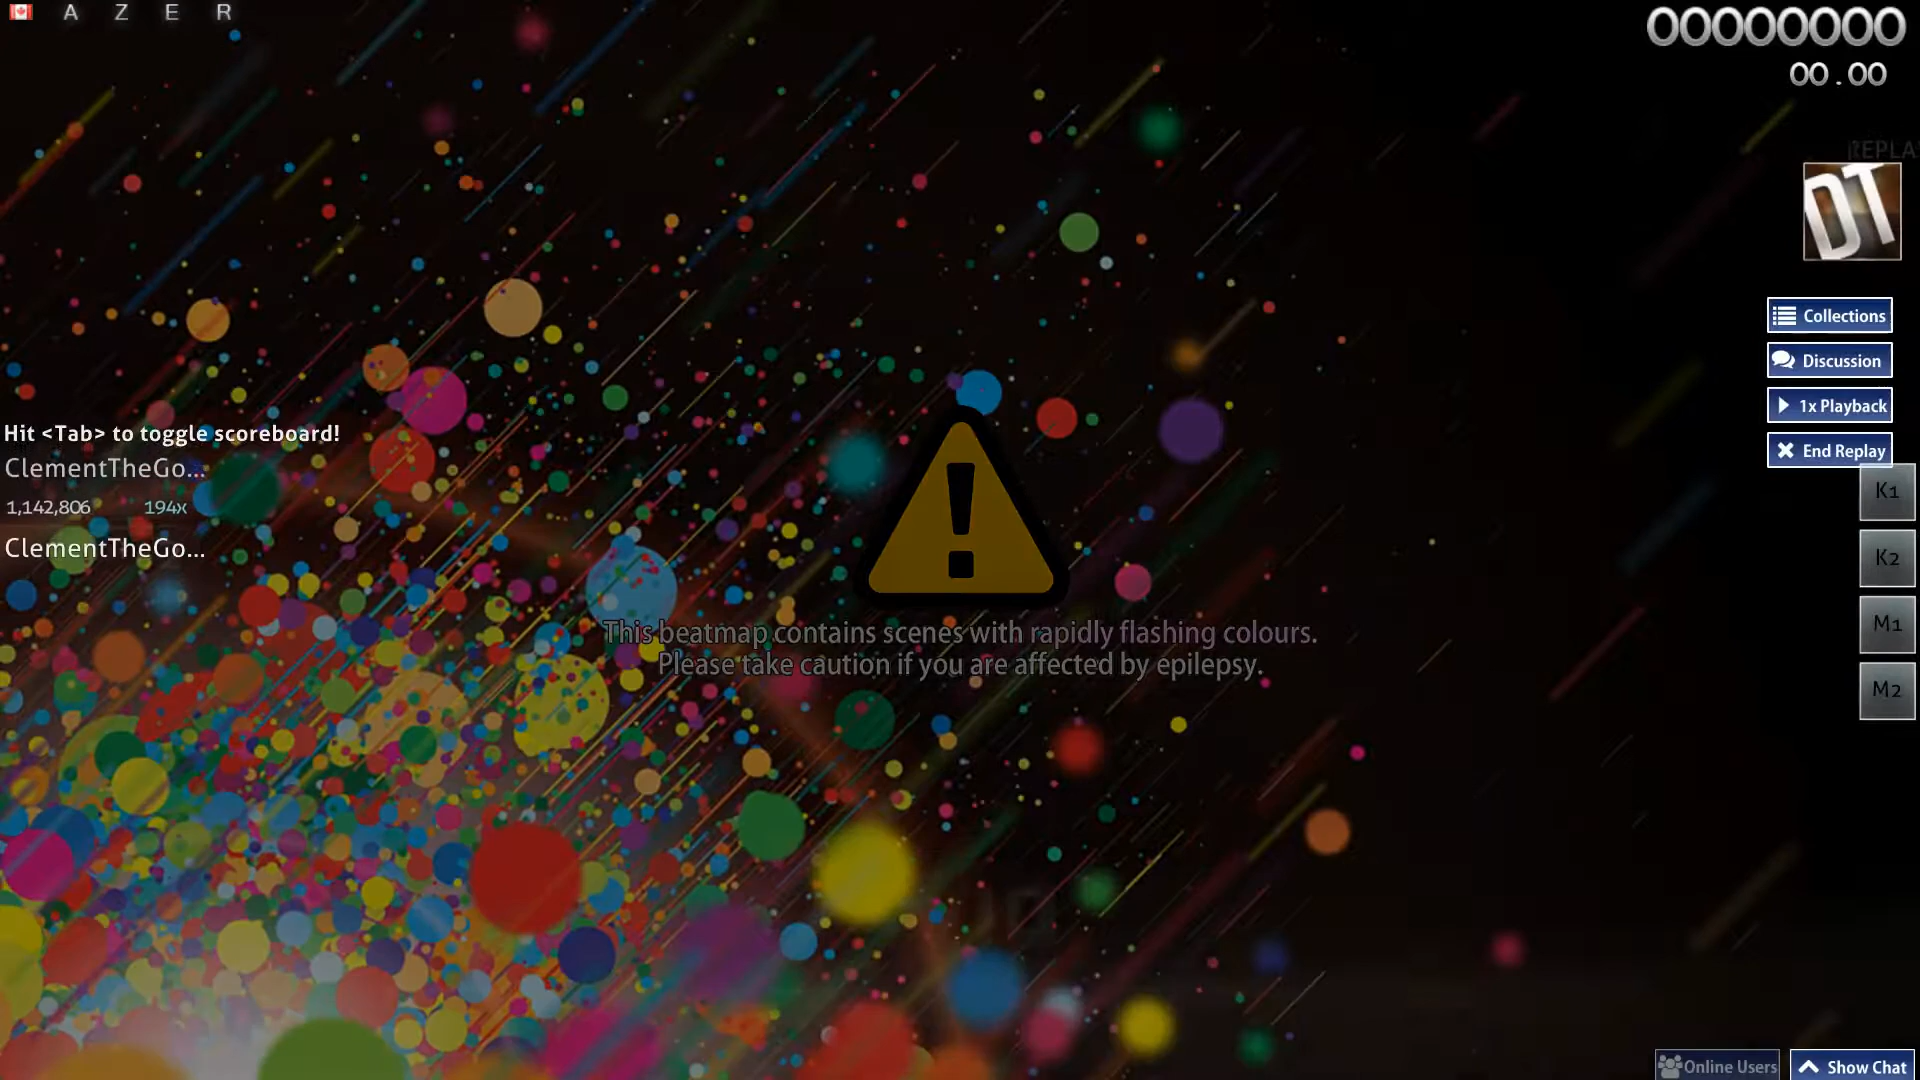 A Z E R
00000000
00.00
REPLA
DT
Collections
Discussion
1x Playback
End Replay
Hit <Tab> to toggle scoreboard!
ClementTheGo...
1,142,806 194x
ClementTheGo...
K1
K2
M1
M2
This beatmap contains scenes with rapidly flashing colours.
Please take caution if you are affected by epilepsy.
Online Users
Show Chat